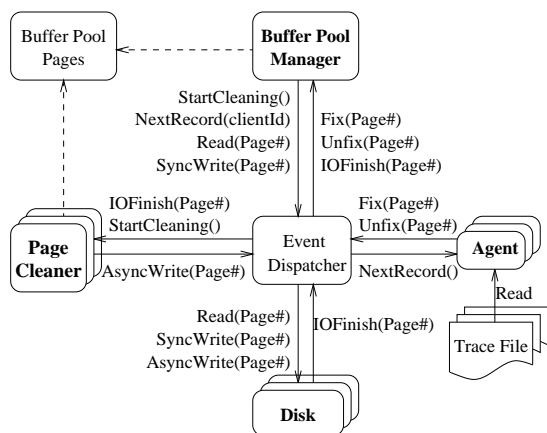 Buffer Pool
Pages
Buffer Pool
Manager
StartCleaning()
NextRecord(clientId)
Read(Page#)
SyncWrite(Page#)
Fix(Page#)
Unfix(Page#)
IOFinish(Page#)
IOFinish(Page#)
StartCleaning()
Fix(Page#)
Unfix(Page#)
Page
Cleaner
Event
Dispatcher
Agent
AsyncWrite(Page#)
NextRecord()
Read
Read(Page#)
SyncWrite(Page#)
AsyncWrite(Page#)
IOFinish(Page#)
Trace File
Disk